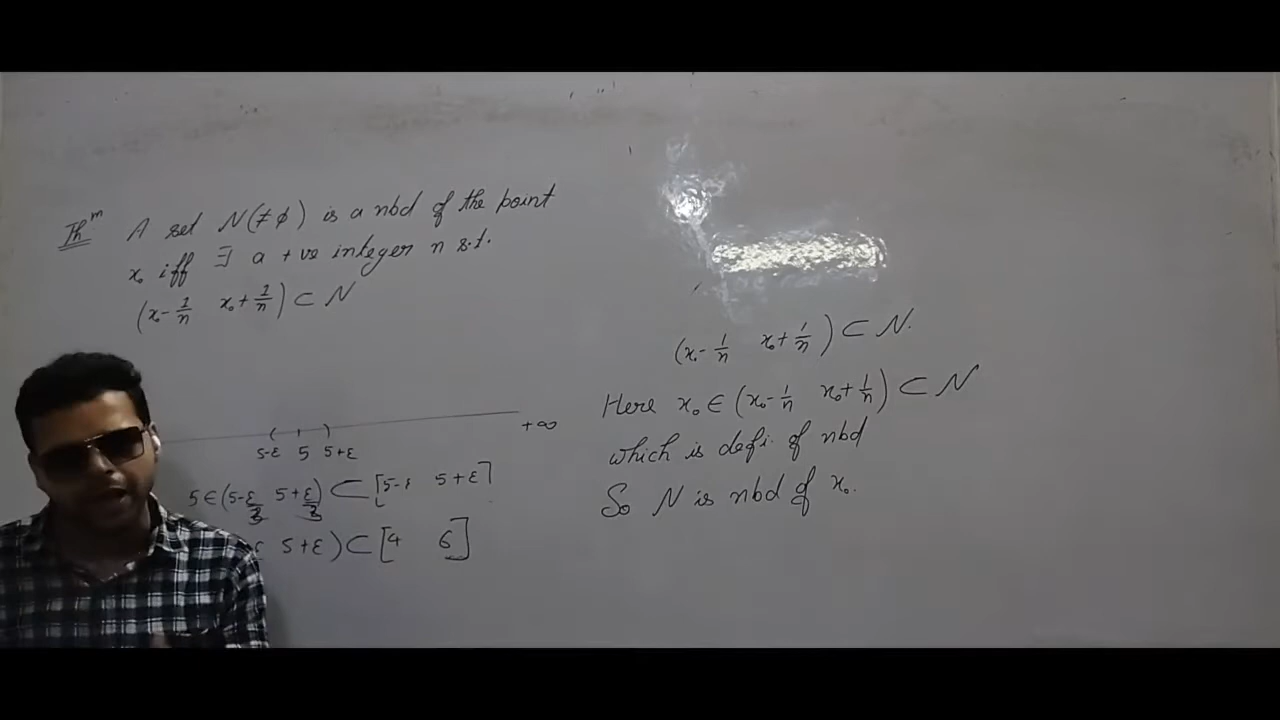 Thm A set N(≠φ) is a nbd of the point
x₀ iff ∃ a +ve integer n s.t.
(x₀-1/n x₀+1/n) ⊂ N
+∞
5-ε 5 5+ε
5∈(5-ε/2 5+ε/2) ⊂ [5-ε 5+ε]
5+ε) ⊂ [4 6]
(x₀-1/n x₀+1/n) ⊂ N.
Here x₀ ∈ (x₀-1/n x₀+1/n) ⊂ N
which is defi. of nbd
So N is nbd of x₀.